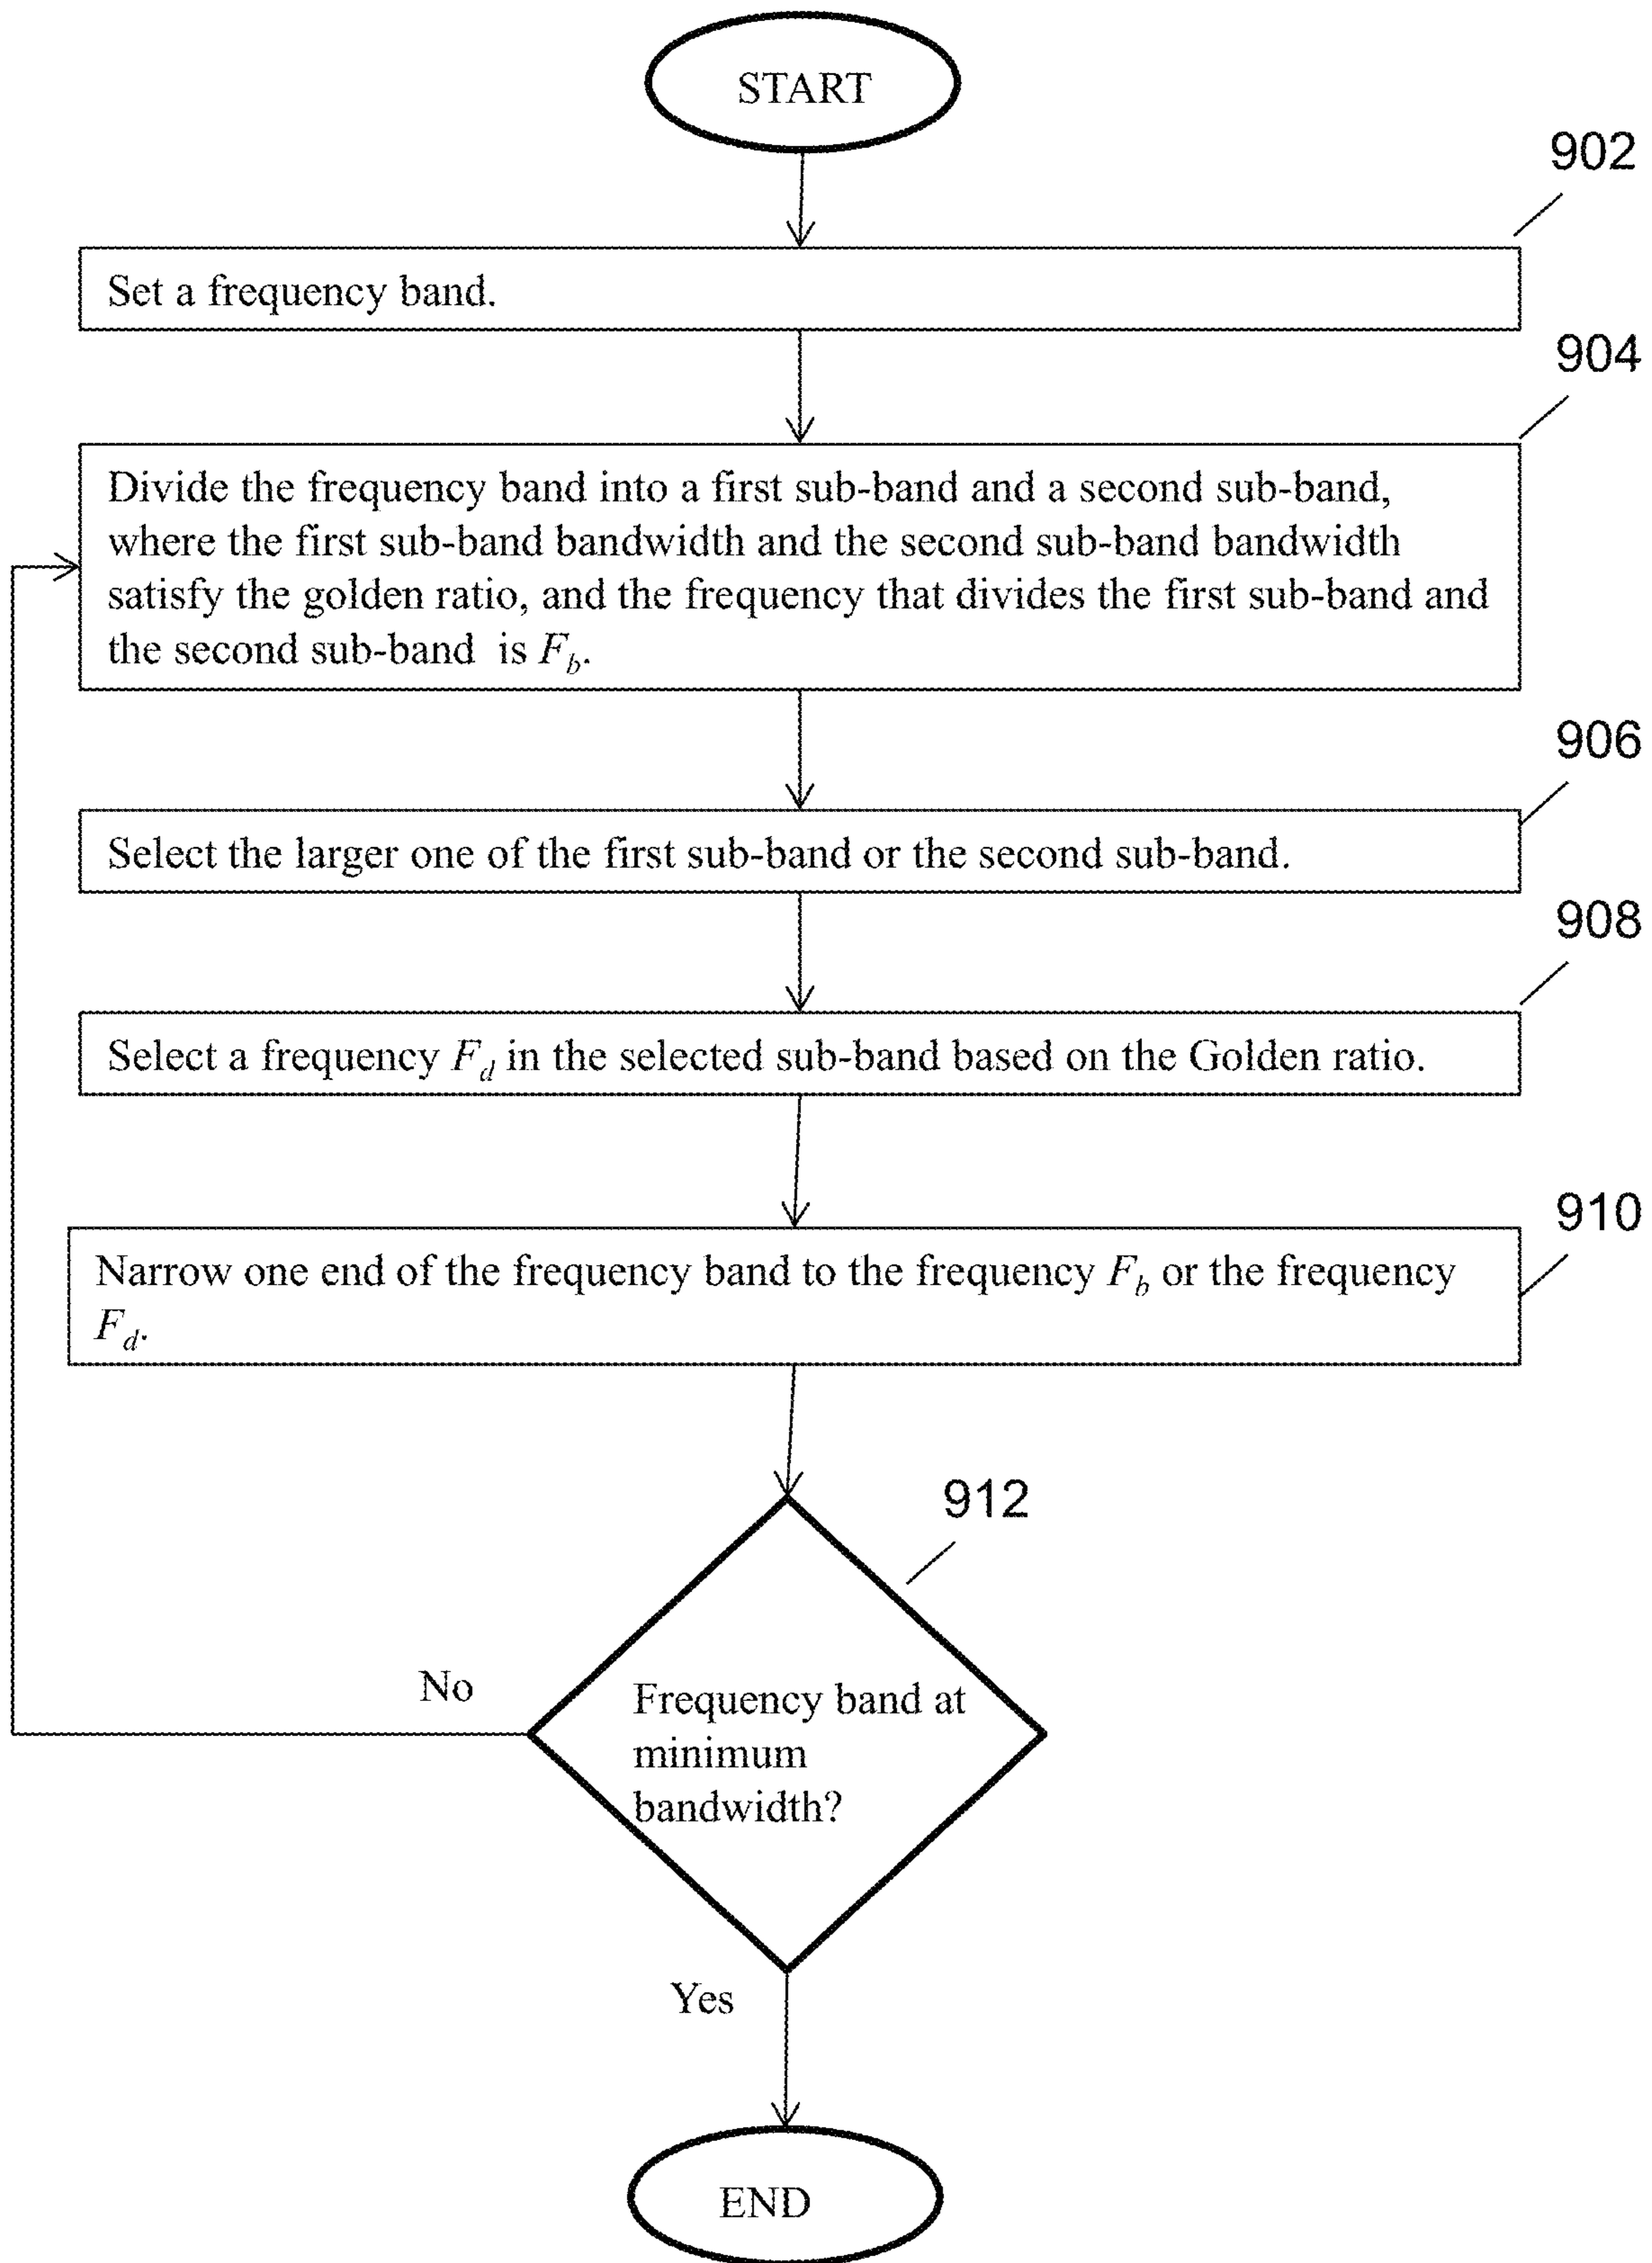 START
902
Set a frequency band.
904
Divide the frequency band into a first sub-band and a second sub-band,
where the first sub-band bandwidth and the second sub-band bandwidth
satisfy the golden ratio, and the frequency that divides the first sub-band and
the second sub-band is F_b.
906
Select the larger one of the first sub-band or the second sub-band.
908
Select a frequency F_d in the selected sub-band based on the Golden ratio.
910
Narrow one end of the frequency band to the frequency F_b or the frequency
F_d.
912
Frequency band at
minimum
bandwidth?
No
Yes
END